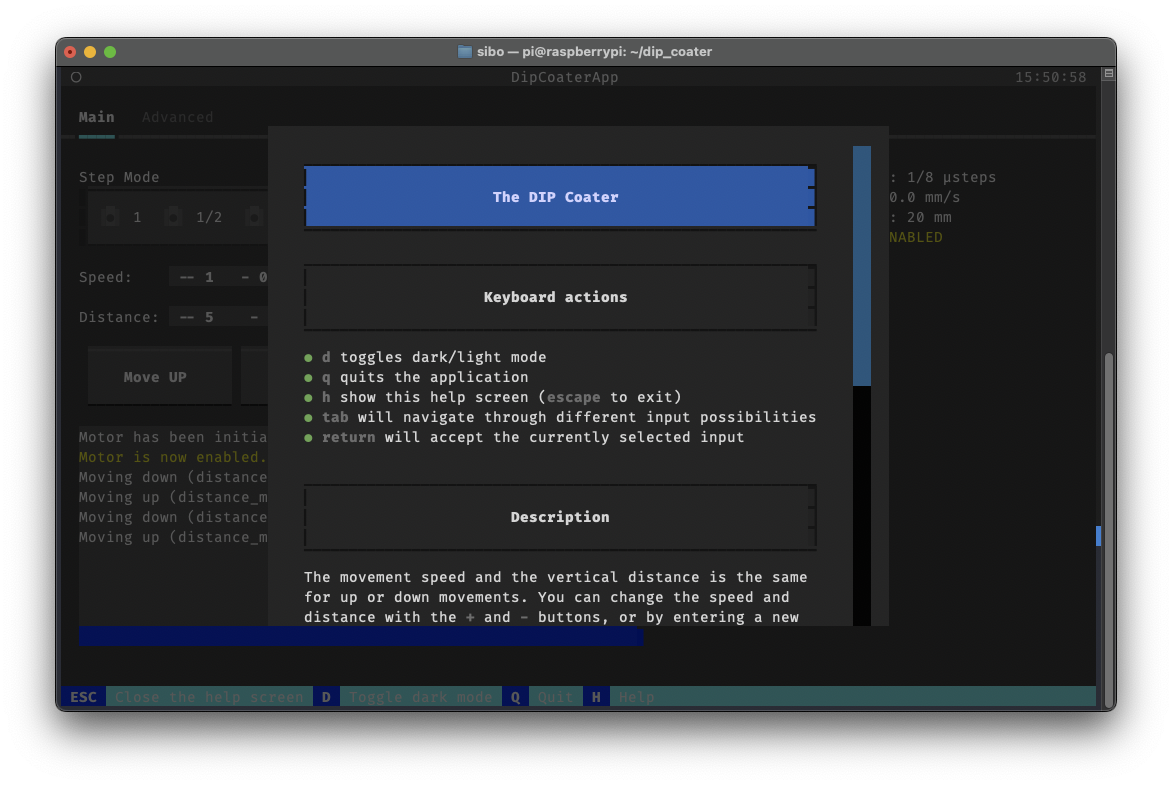 sibo — pi@raspberrypi: ~/dip_coater
DipCoaterApp 15:50:58
Main Advanced
Step Mode
1 1/2
: 1/8 µsteps
0.0 mm/s
: 20 mm
NABLED
Speed: -- 1 - 0
Distance: -- 5 -
Move UP
Motor has been initia
Motor is now enabled.
Moving down (distance
Moving up (distance_m
Moving down (distance
Moving up (distance_m
The DIP Coater
Keyboard actions
● d toggles dark/light mode
● q quits the application
● h show this help screen (escape to exit)
● tab will navigate through different input possibilities
● return will accept the currently selected input
Description
The movement speed and the vertical distance is the same
for up or down movements. You can change the speed and
distance with the + and - buttons, or by entering a new
ESC Close the help screen D Toggle dark mode Q Quit H Help